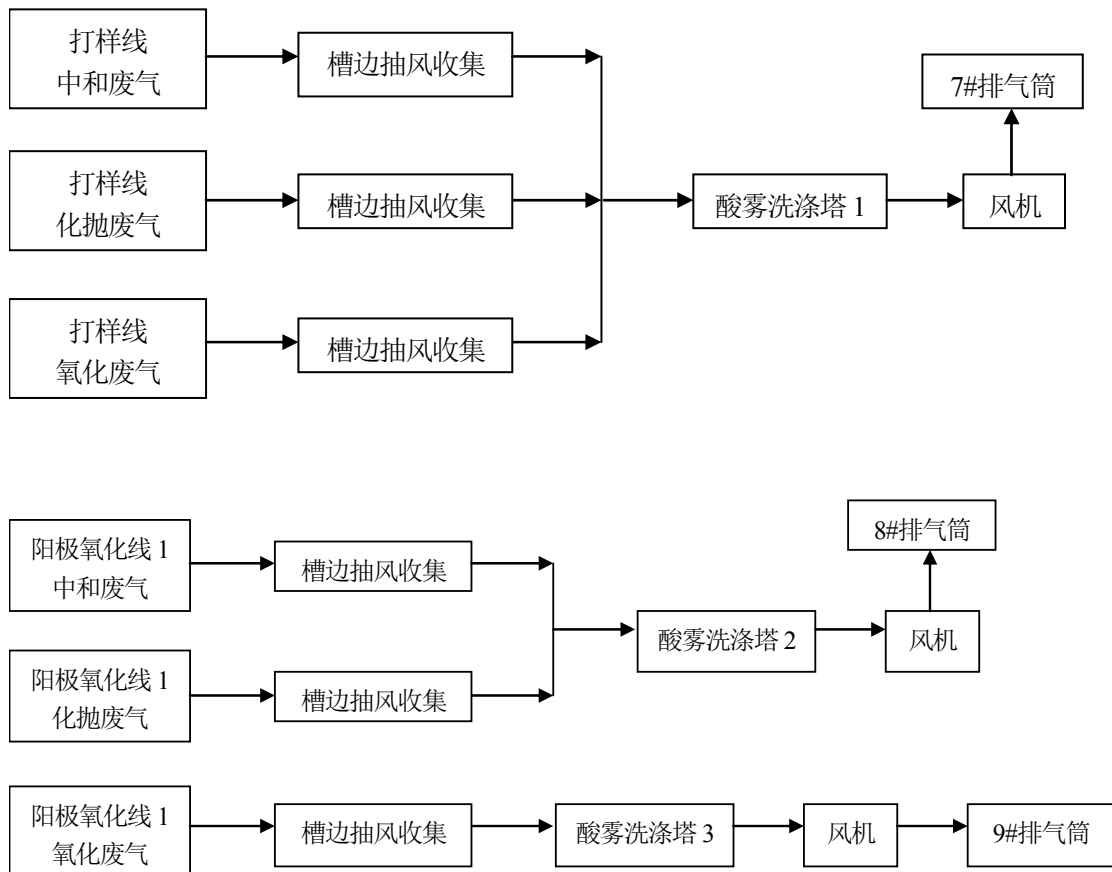 打样线
中和废气
槽边抽风收集
7#排气筒
打样线
化抛废气
槽边抽风收集
酸雾洗涤塔 1
风机
打样线
氧化废气
槽边抽风收集
阳极氧化线 1
中和废气
槽边抽风收集
8#排气筒
酸雾洗涤塔 2
风机
阳极氧化线 1
化抛废气
槽边抽风收集
阳极氧化线 1
氧化废气
槽边抽风收集
酸雾洗涤塔 3
风机
9#排气筒